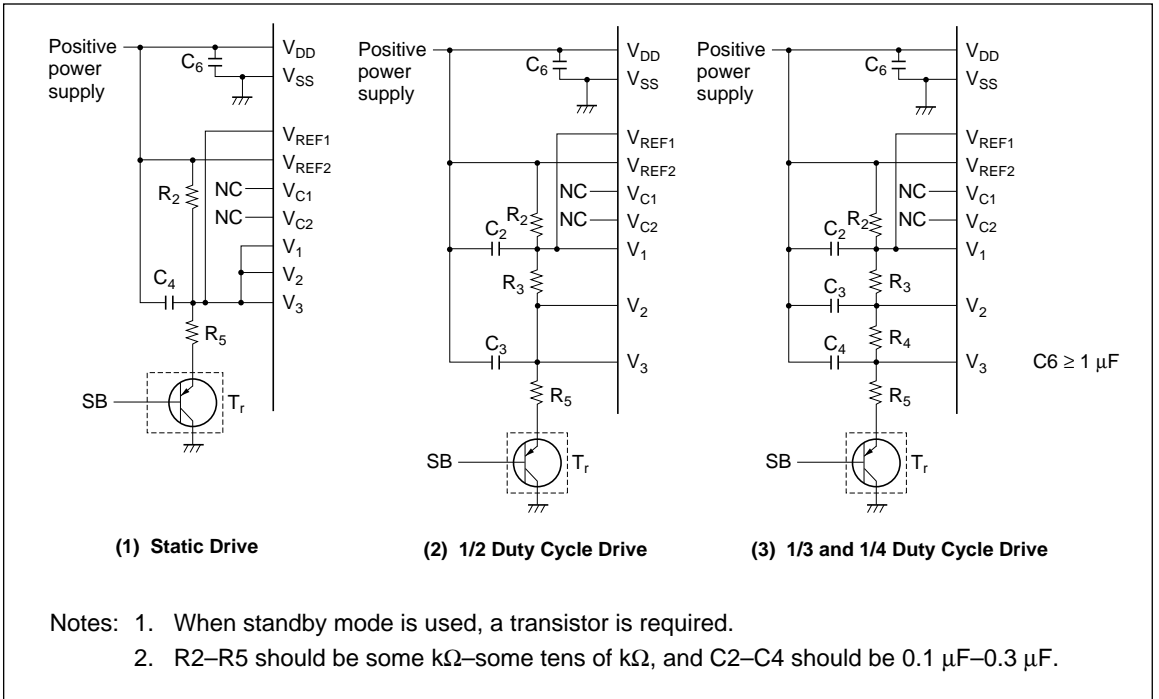 Positive
power
supply
C6
VDD
VSS
VREF1
VREF2
R2
NC
VC1
NC
VC2
V1
C4
V2
V3
R5
SB
Tr
(1) Static Drive
Positive
power
supply
C6
VDD
VSS
VREF1
VREF2
NC
VC1
R2
NC
VC2
C2
V1
R3
V2
C3
V3
R5
SB
Tr
(2) 1/2 Duty Cycle Drive
Positive
power
supply
C6
VDD
VSS
VREF1
VREF2
NC
VC1
R2
NC
VC2
C2
V1
R3
C3
V2
R4
C4
V3
R5
SB
Tr
(3) 1/3 and 1/4 Duty Cycle Drive
C6 ≥ 1 μF
Notes: 1. When standby mode is used, a transistor is required.
2. R2–R5 should be some kΩ–some tens of kΩ, and C2–C4 should be 0.1 μF–0.3 μF.